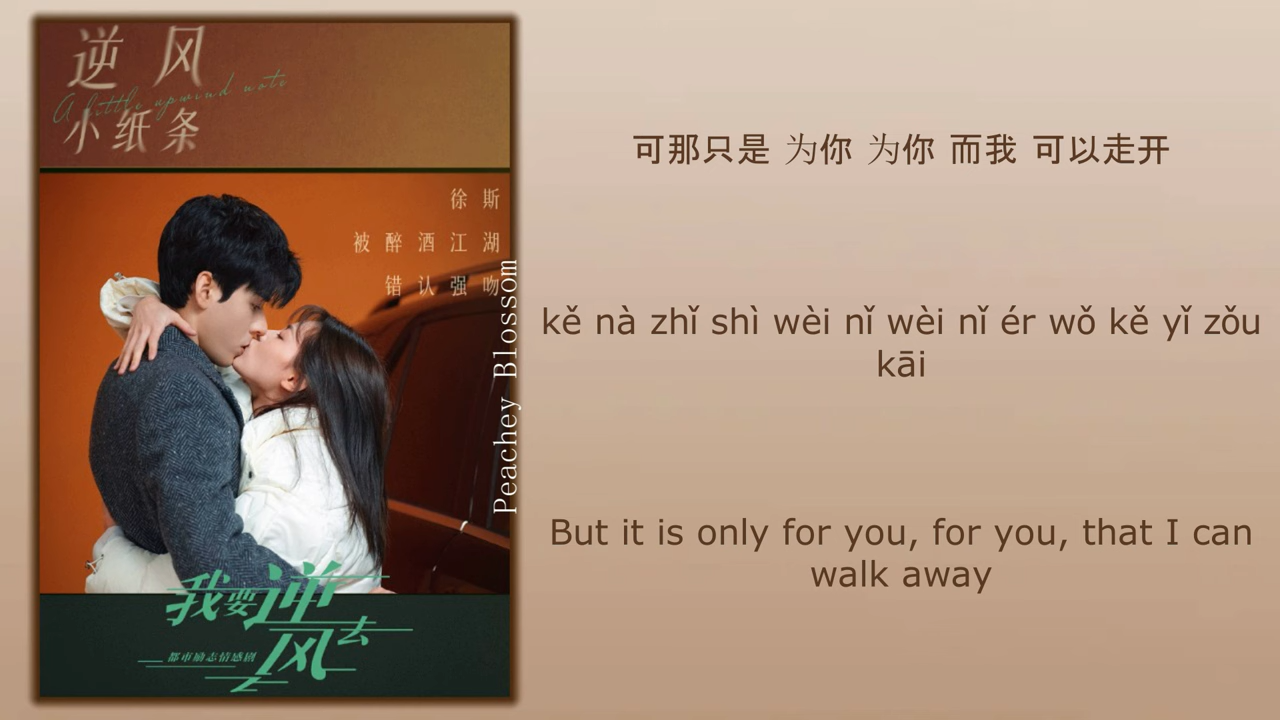 逆风
A little upwind note
小纸条
徐斯
被醉酒江湖
错认强吻
Peachey Blossom
我要逆风去
都市励志情感剧
可那只是 为你 为你 而我 可以走开
kě nà zhǐ shì wèi nǐ wèi nǐ ér wǒ kě yǐ zǒu
kāi
But it is only for you, for you, that I can
walk away